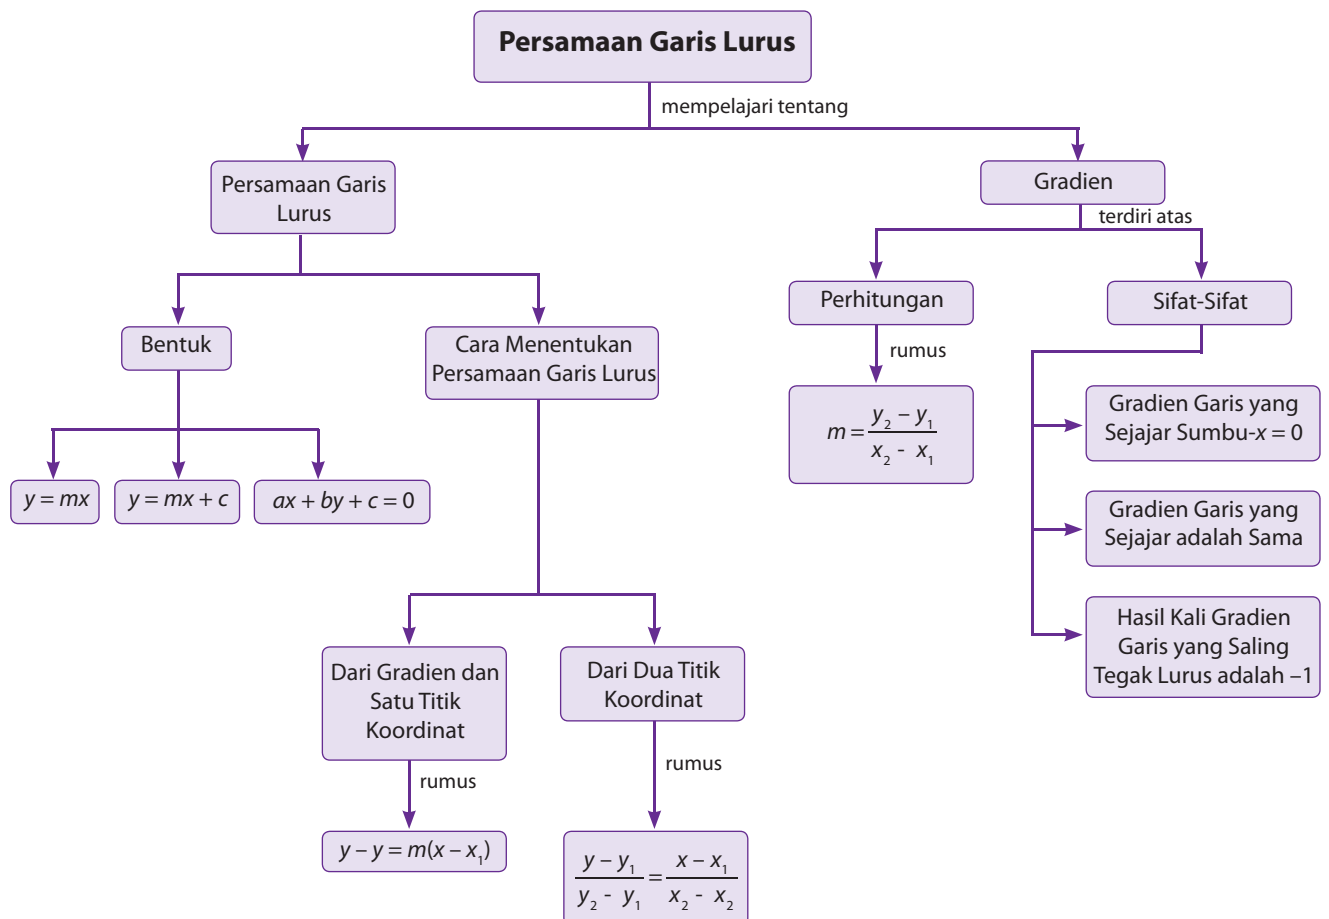 Persamaan Garis Lurus
mempelajari tentang
Persamaan Garis
Lurus
Gradien
terdiri atas
Bentuk
Cara Menentukan
Persamaan Garis Lurus
Perhitungan
Sifat-Sifat
rumus
y = mx
y = mx + c
ax + by + c = 0
m = (y₂ – y₁) / (x₂ - x₁)
Gradien Garis yang
Sejajar Sumbu-x = 0
Gradien Garis yang
Sejajar adalah Sama
Hasil Kali Gradien
Garis yang Saling
Tegak Lurus adalah –1
Dari Gradien dan
Satu Titik
Koordinat
Dari Dua Titik
Koordinat
rumus
rumus
y – y = m(x – x₁)
(y – y₁) / (y₂ - y₁) = (x – x₁) / (x₂ - x₂)